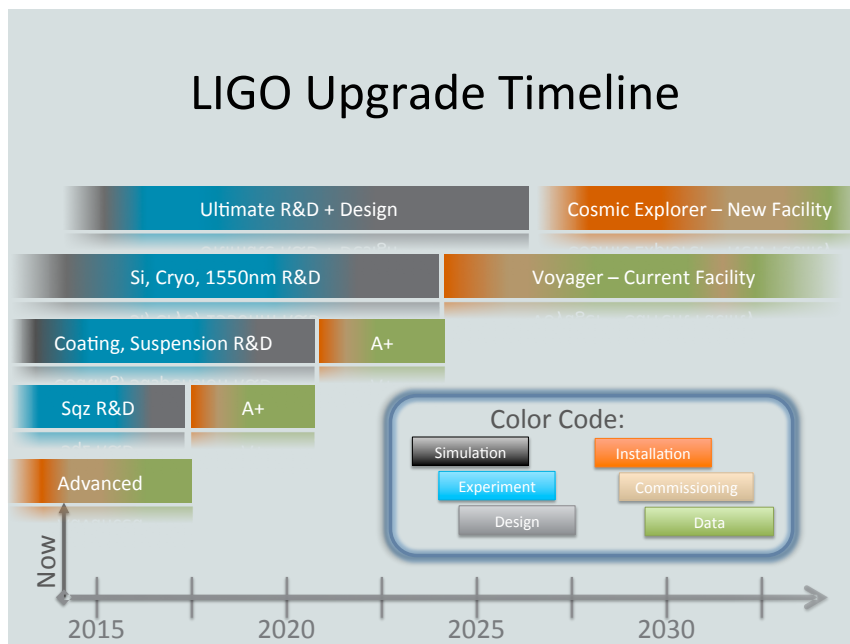 LIGO Upgrade Timeline
Ultimate R&D + Design
Cosmic Explorer – New Facility
Si, Cryo, 1550nm R&D
Voyager – Current Facility
Coating, Suspension R&D
A+
Sqz R&D
A+
Advanced
Color Code:
Simulation
Installation
Experiment
Commissioning
Design
Data
Now
2015
2020
2025
2030